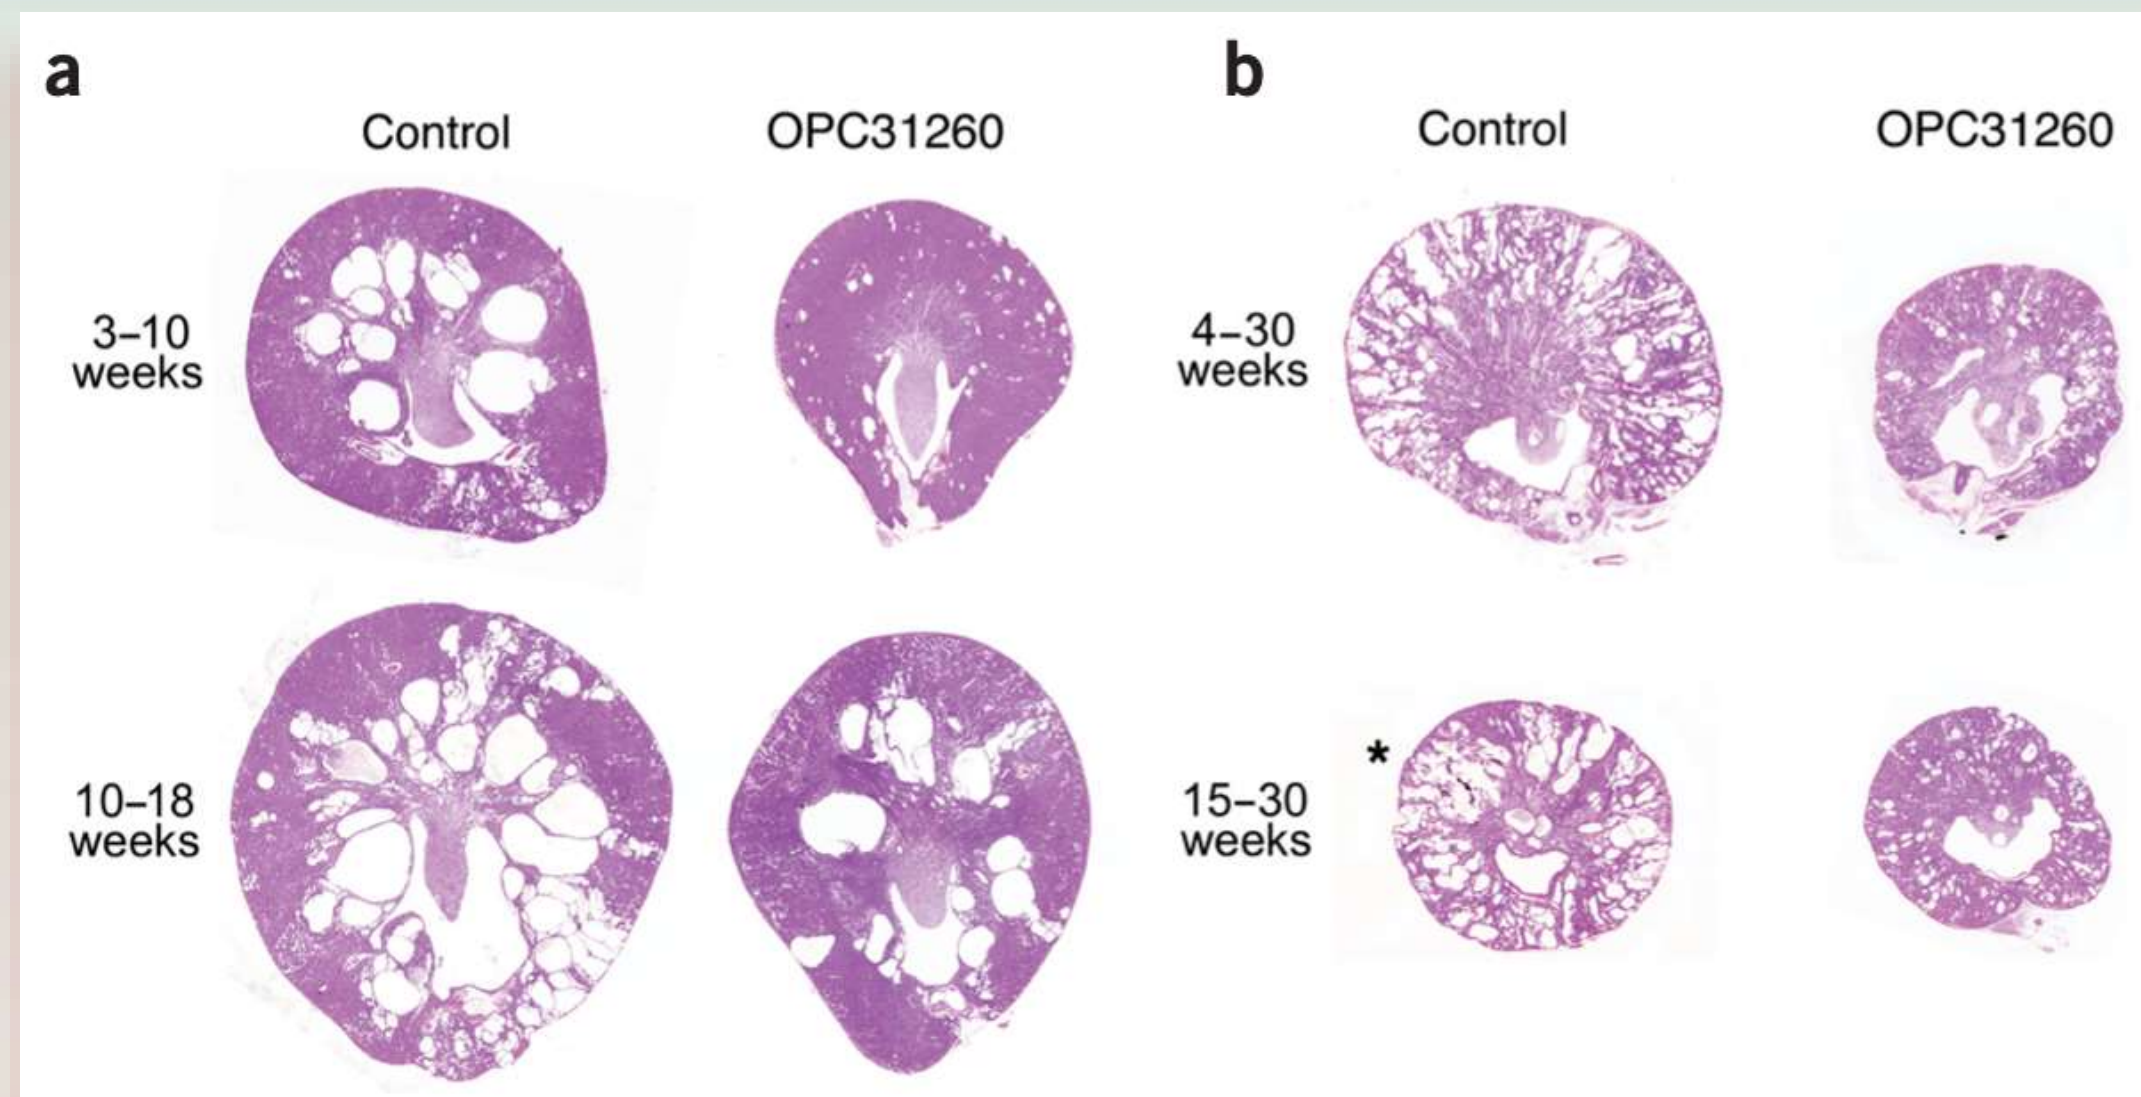 a
Control
OPC31260
3–10
weeks
10–18
weeks
b
Control
OPC31260
4–30
weeks
*
15–30
weeks